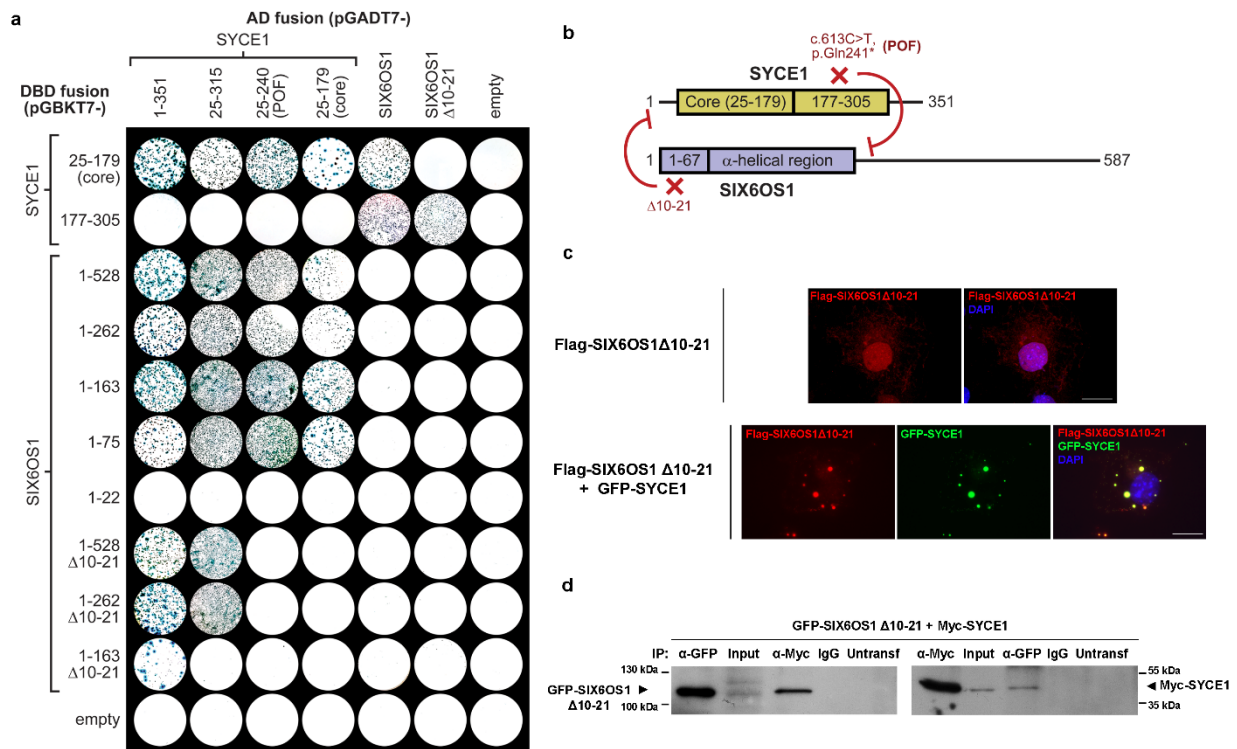 a
AD fusion (pGADT7-)
SYCE1
DBD fusion
(pGBKT7-)
1-351
25-315
25-240
(POF)
25-179
(core)
SIX6OS1
SIX6OS1
Δ10-21
empty
SYCE1
25-179
(core)
177-305
SIX6OS1
1-528
1-262
1-163
1-75
1-22
1-528
Δ10-21
1-262
Δ10-21
1-163
Δ10-21
empty
b
c.613C>T,
p.Gln241* (POF)
SYCE1
1
Core (25-179)
177-305
351
1
1-67
α-helical region
587
SIX6OS1
Δ10-21
c
Flag-SIX6OS1Δ10-21
Flag-SIX6OS1Δ10-21
Flag-SIX6OS1Δ10-21
DAPI
Flag-SIX6OS1 Δ10-21
+ GFP-SYCE1
Flag-SIX6OS1Δ10-21
GFP-SYCE1
Flag-SIX6OS1Δ10-21
GFP-SYCE1
DAPI
d
GFP-SIX6OS1 Δ10-21 + Myc-SYCE1
IP: α-GFP Input α-Myc IgG Untransf
α-Myc Input α-GFP IgG Untransf
130 kDa
GFP-SIX6OS1
Δ10-21
100 kDa
55 kDa
Myc-SYCE1
35 kDa